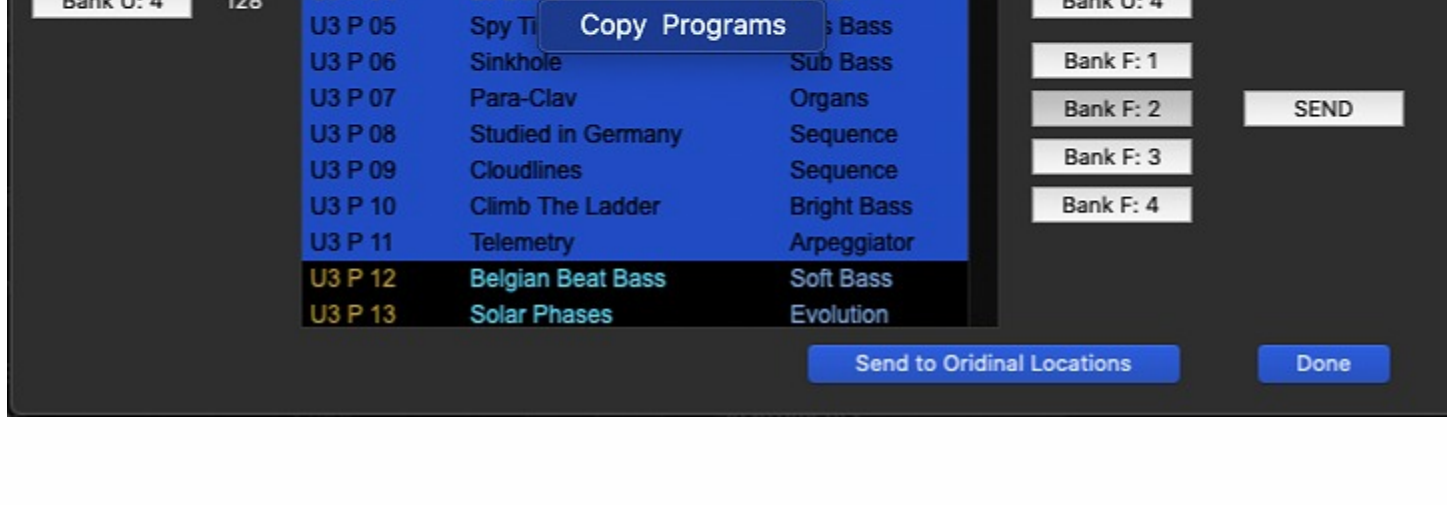 Bank U: 4 128 Bank U: 4
U3 P 05 Spy Ti Copy Programs Bass
U3 P 06 Sinkhole Sub Bass Bank F: 1
U3 P 07 Para-Clav Organs Bank F: 2 SEND
U3 P 08 Studied in Germany Sequence
U3 P 09 Cloudlines Sequence Bank F: 3
U3 P 10 Climb The Ladder Bright Bass Bank F: 4
U3 P 11 Telemetry Arpeggiator
U3 P 12 Belgian Beat Bass Soft Bass
U3 P 13 Solar Phases Evolution
Send to Oridinal Locations Done